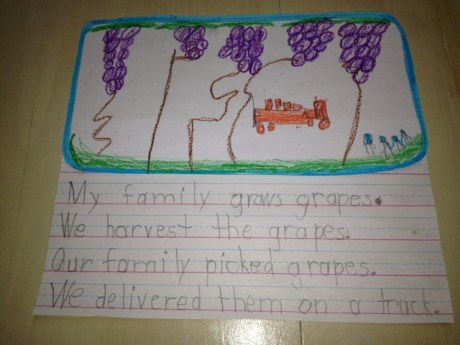 My family grows grapes.
We harvest the grapes.
Our family picked grapes.
We delivered them on a truck.